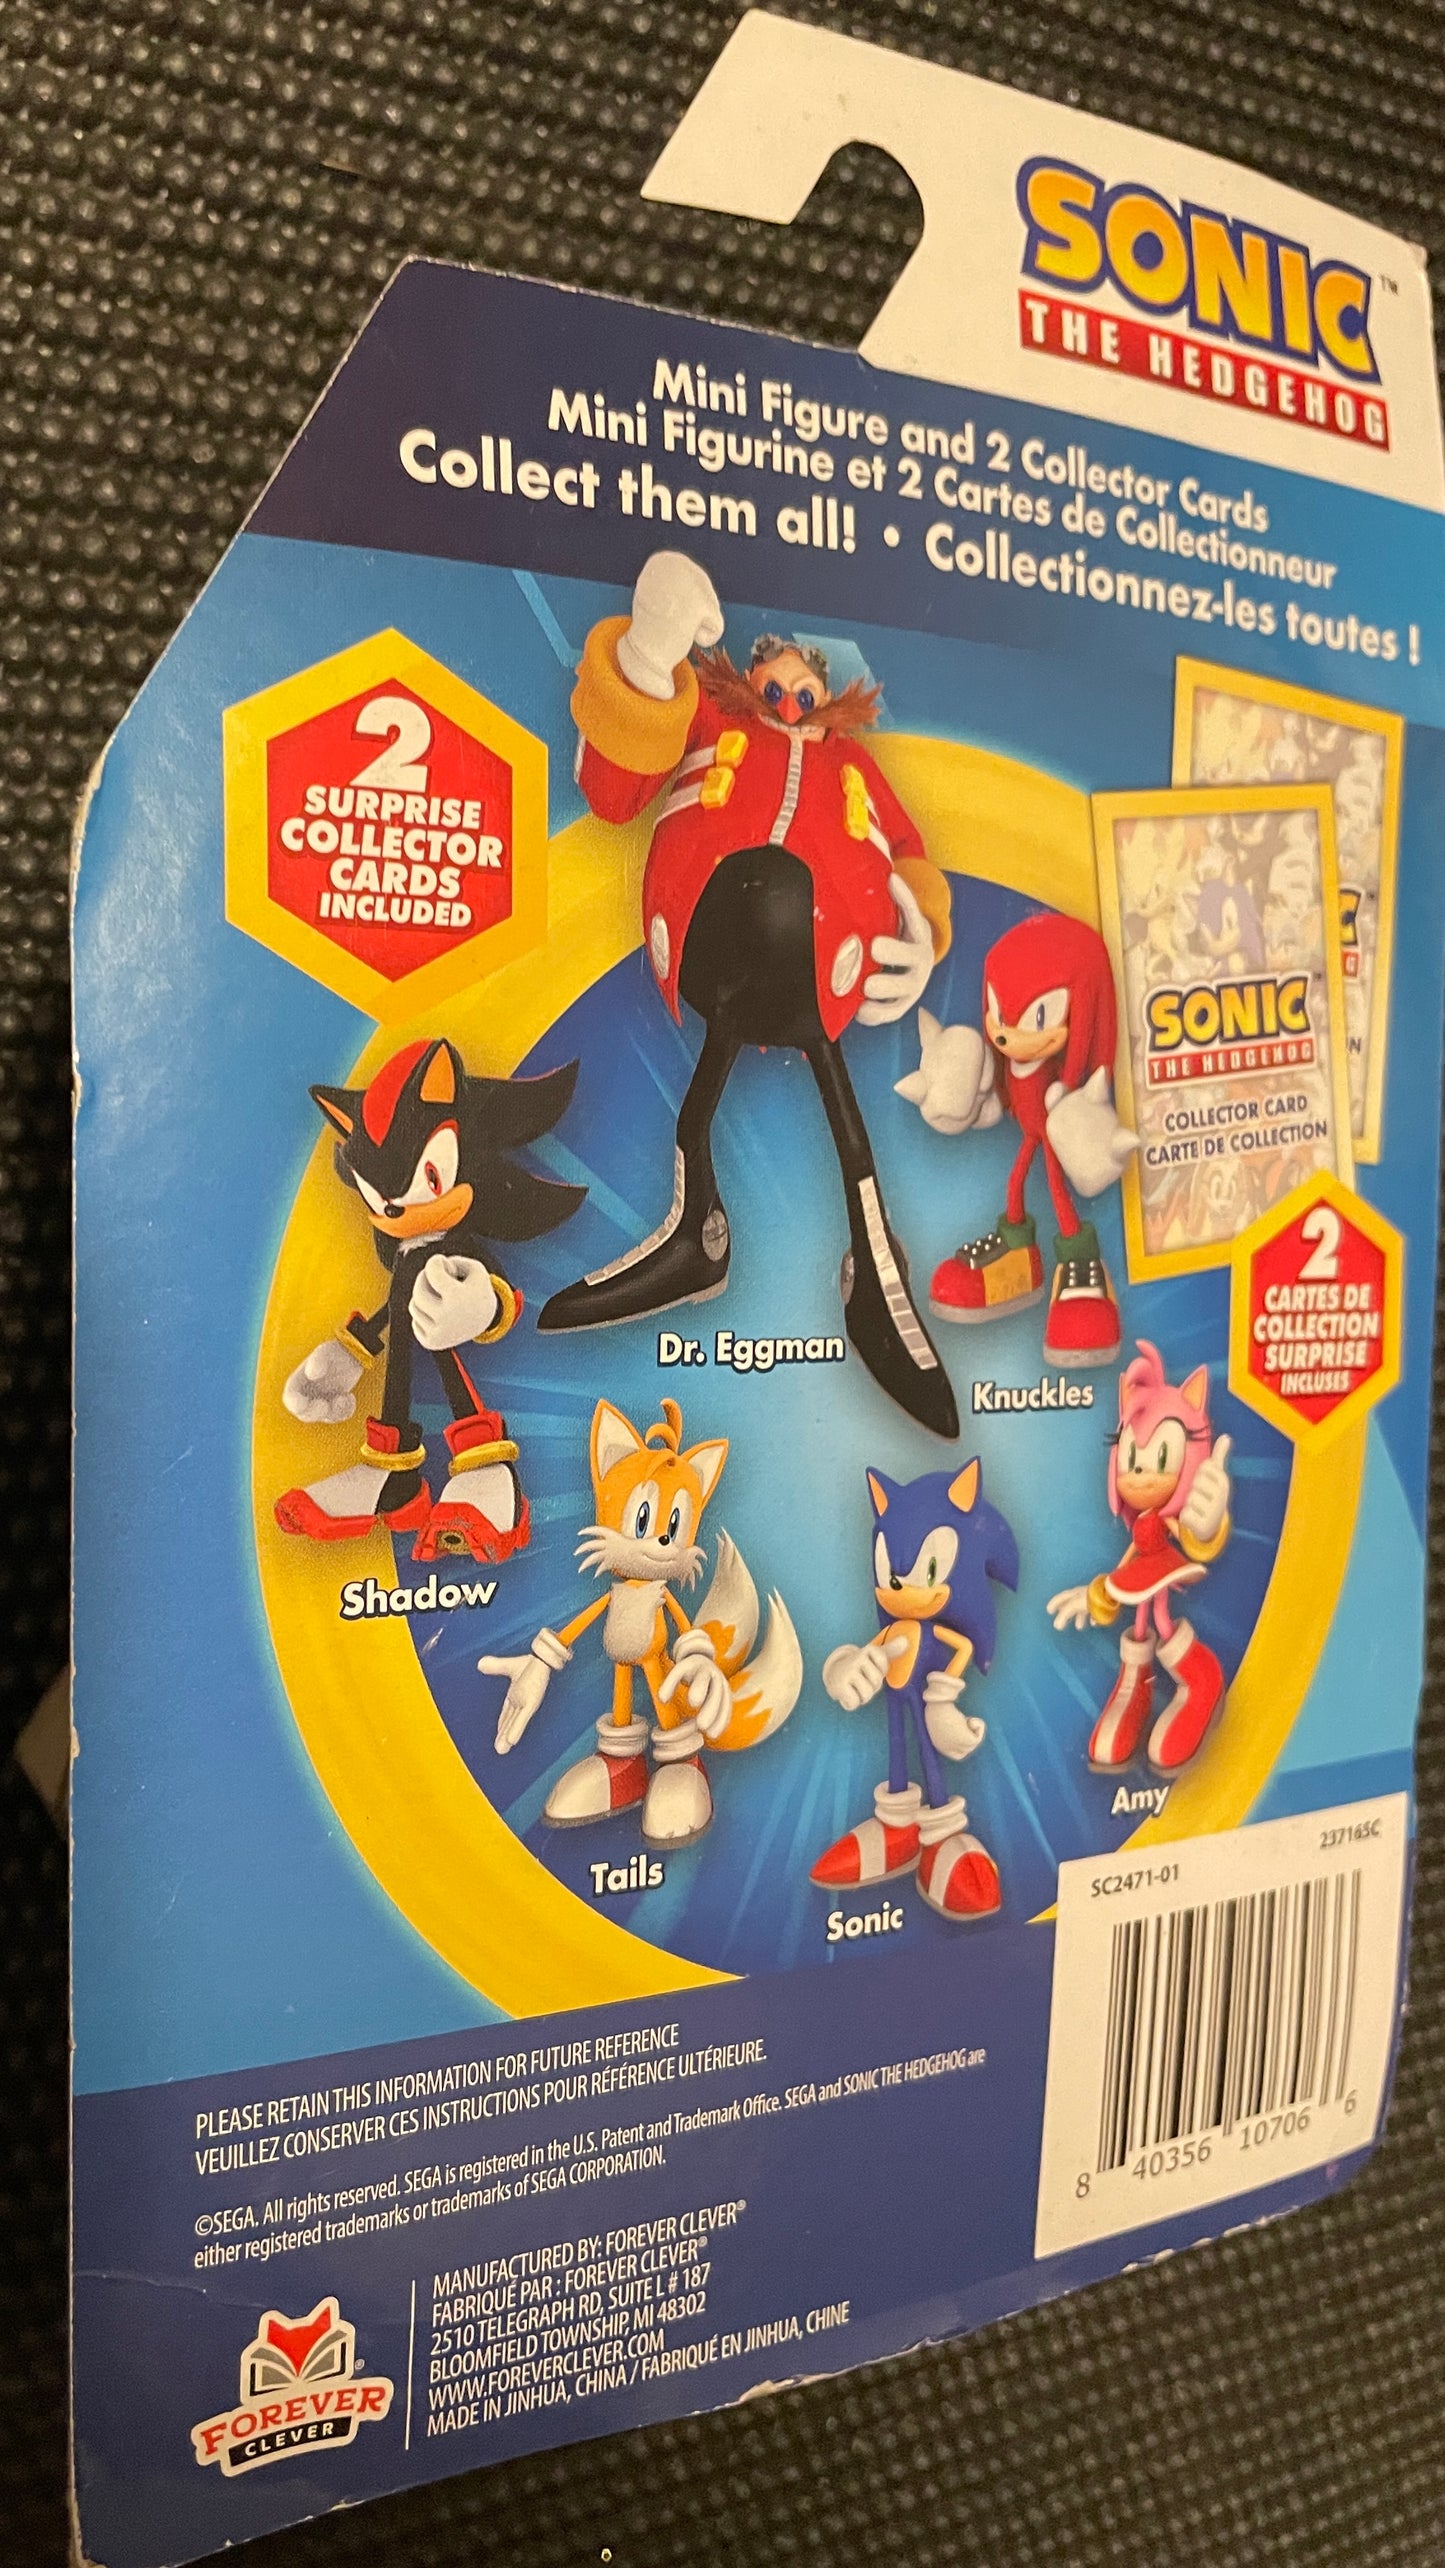 SONIC™
THE HEDGEHOG
Mini Figure and 2 Collector Cards
Mini Figurine et 2 Cartes de Collectionneur
Collect them all! • Collectionnez-les toutes !
2
SURPRISE
COLLECTOR
CARDS
INCLUDED
SONIC
THE HEDGEHOG
COLLECTOR CARD
CARTE DE COLLECTION
2
CARTES DE
COLLECTION
SURPRISE
INCLUSES
Dr. Eggman
Knuckles
Shadow
Tails
Sonic
Amy
SC2471-01
237165C
8 40356 10706 6
PLEASE RETAIN THIS INFORMATION FOR FUTURE REFERENCE
VEUILLEZ CONSERVER CES INSTRUCTIONS POUR RÉFÉRENCE ULTÉRIEURE.
©SEGA. All rights reserved. SEGA is registered in the U.S. Patent and Trademark Office. SEGA and SONIC THE HEDGEHOG are
either registered trademarks or trademarks of SEGA CORPORATION.
FOREVER
CLEVER
MANUFACTURED BY: FOREVER CLEVER®
FABRIQUÉ PAR : FOREVER CLEVER®
2510 TELEGRAPH RD, SUITE L # 187
BLOOMFIELD TOWNSHIP, MI 48302
WWW.FOREVERCLEVER.COM
MADE IN JINHUA, CHINA / FABRIQUÉ EN JINHUA, CHINE